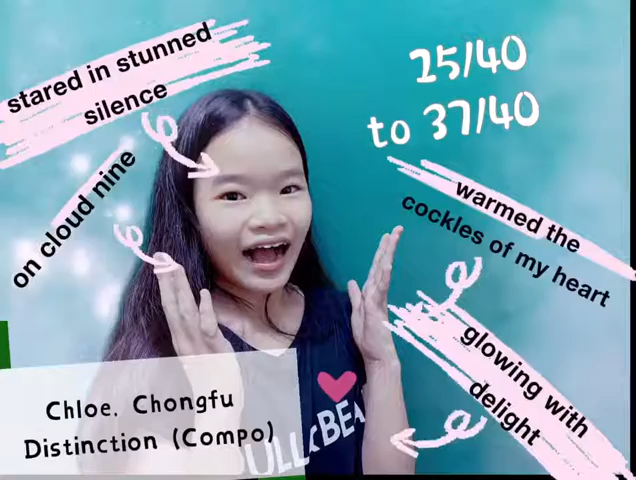 stared in stunned
silence
25/40
to 37/40
on cloud nine
warmed the
cockles of my heart
glowing with
delight
Chloe, Chongfu
Distinction (Compo)